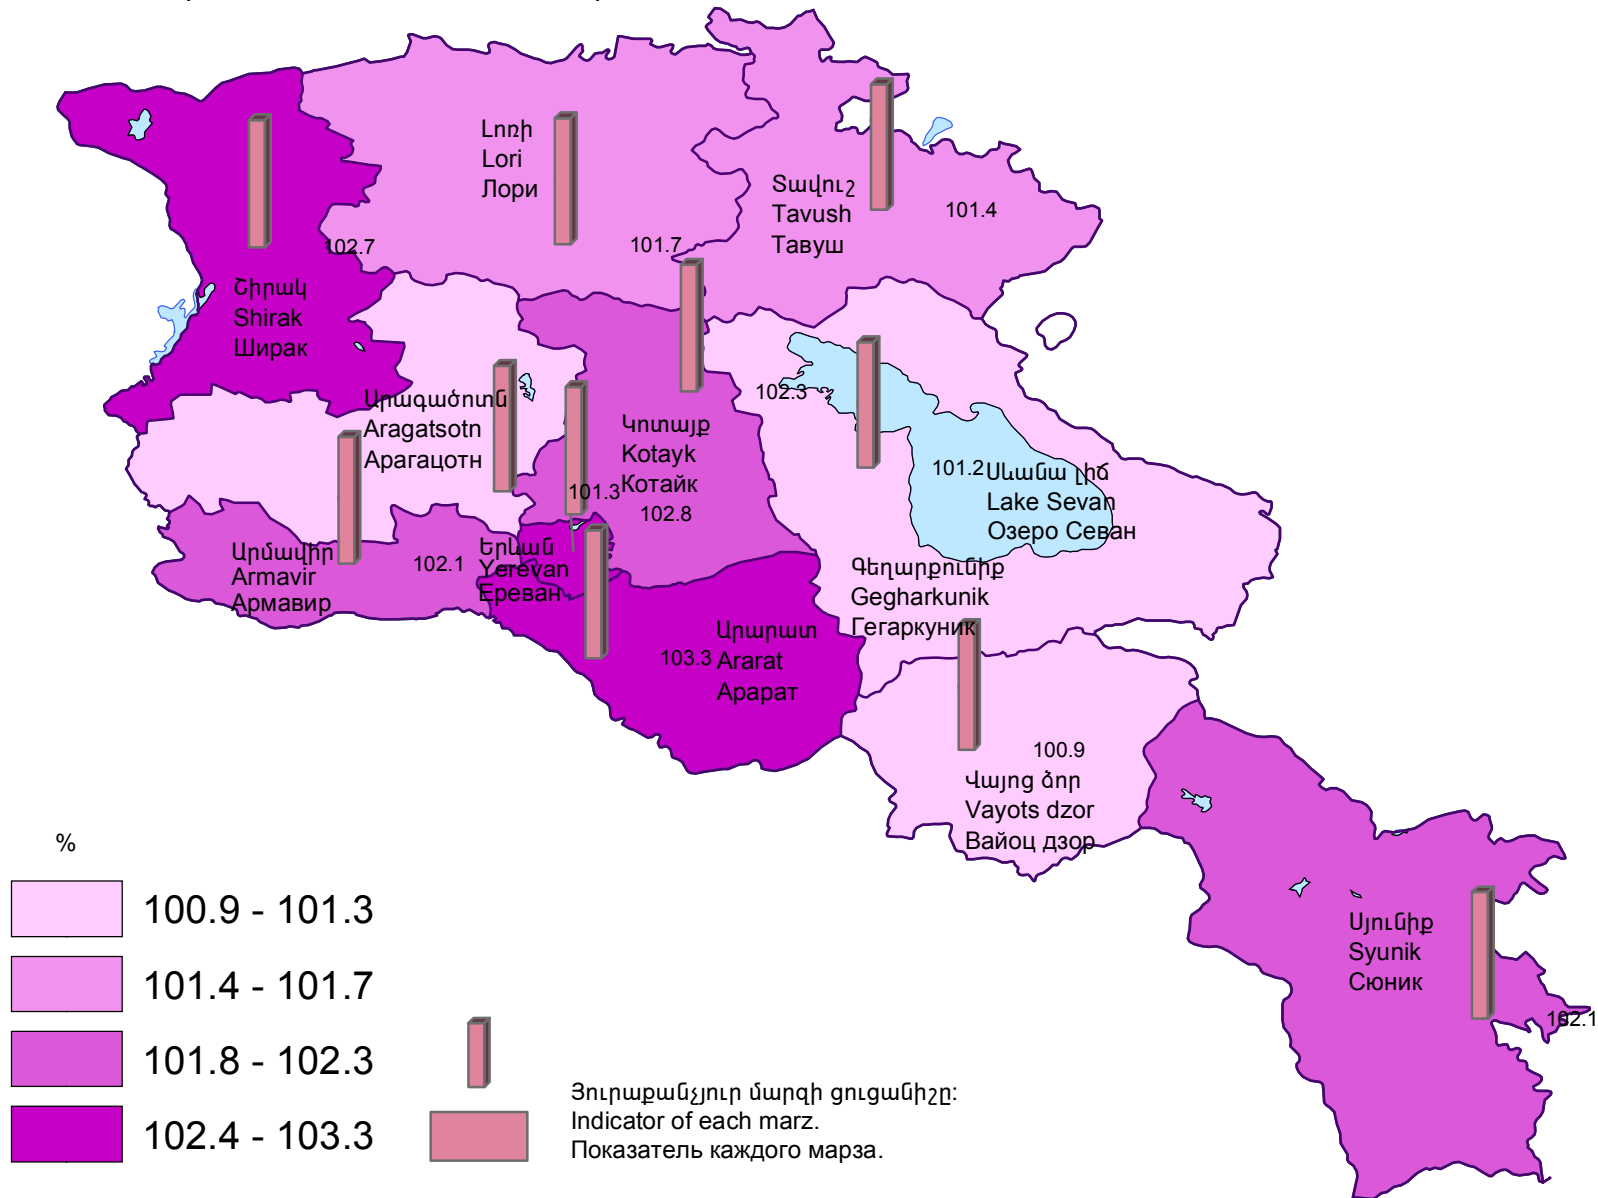 Լոռի
Lori
Лори
Տավուշ
Tavush
Тавуш
101.4
102.7
101.7
Շիրակ
Shirak
Ширак
102.3
Արագածոտն
Aragatsotn
Арагацотн
Կոտայք
Kotayk
Котайк
102.8
101.3
101.2
Սևանա լիճ
Lake Sevan
Озеро Севан
Արմավիր
Armavir
Армавир
102.1
Երևան
Yerevan
Ереван
Գեղարքունիք
Gegharkunik
Гегаркуник
103.3
Արարատ
Ararat
Арарат
100.9
Վայոց ձոր
Vayots dzor
Вайоц дзор
Սյունիք
Syunik
Сюник
102.1
%
100.9 - 101.3
101.4 - 101.7
101.8 - 102.3
102.4 - 103.3
Յուրաքանչյուր մարզի ցուցանիշը:
Indicator of each marz.
Показатель каждого марза.